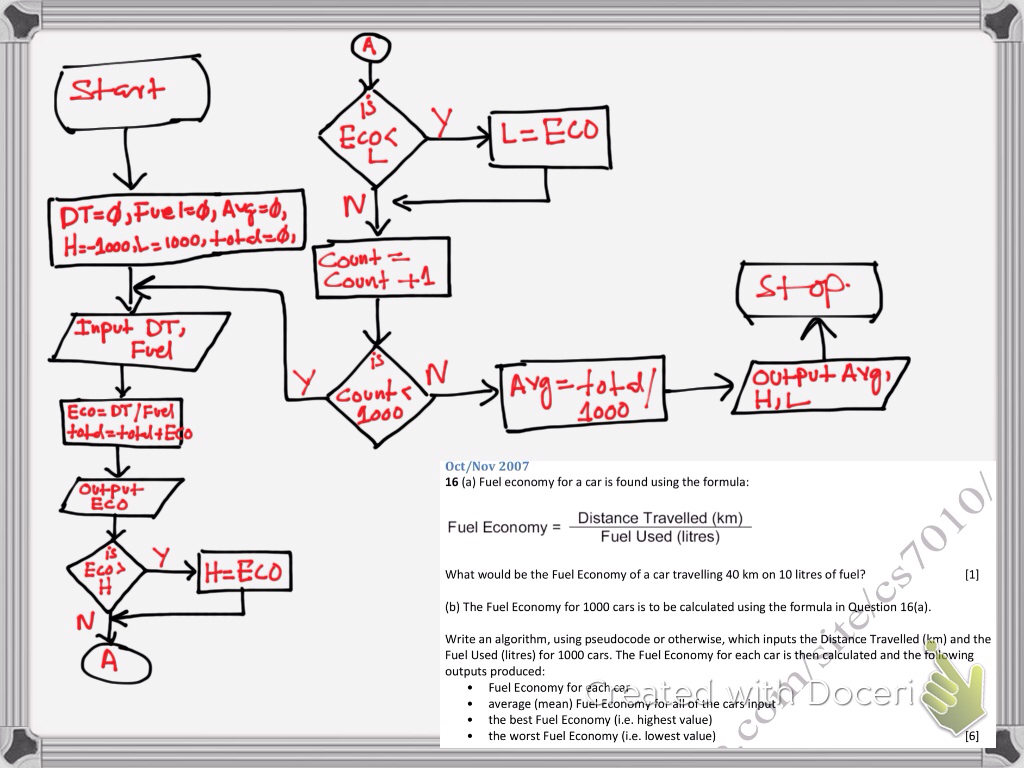 Start
DT=0, Fuel=0, Avg=0,
H=-1000, L=1000, total=0,
Input DT,
Fuel
Eco=DT/Fuel
total=total+Eco
Output
ECO
is
Eco>
H
Y
H=ECO
N
A
A
is
ECO<
L
Y
L=ECO
N
Count=
Count+1
is
Count<
1000
Y
N
Avg=total/
1000
Output Avg,
H,L
Stop.
Oct/Nov 2007
16 (a) Fuel economy for a car is found using the formula:
Fuel Economy = Distance Travelled (km)
Fuel Used (litres)
What would be the Fuel Economy of a car travelling 40 km on 10 litres of fuel? [1]
(b) The Fuel Economy for 1000 cars is to be calculated using the formula in Question 16(a).
Write an algorithm, using pseudocode or otherwise, which inputs the Distance Travelled (km) and the
Fuel Used (litres) for 1000 cars. The Fuel Economy for each car is then calculated and the following
outputs produced:
• Fuel Economy for each car
• average (mean) Fuel Economy for all of the cars input
• the best Fuel Economy (i.e. highest value)
• the worst Fuel Economy (i.e. lowest value) [6]
.com/site/cs7010/
Created with Doceri